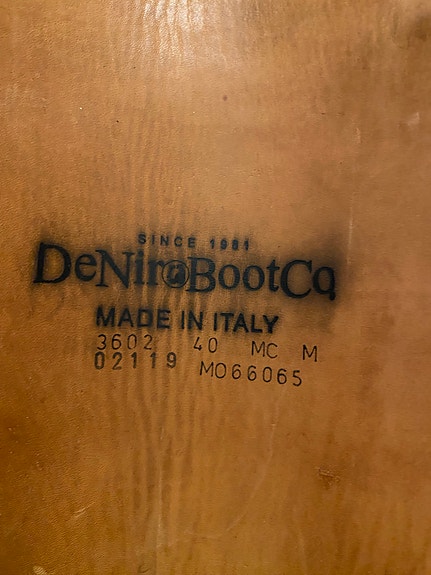 SINCE 1981
DeNiroBootCo
MADE IN ITALY
3602 40 MC M
02119 MO66065